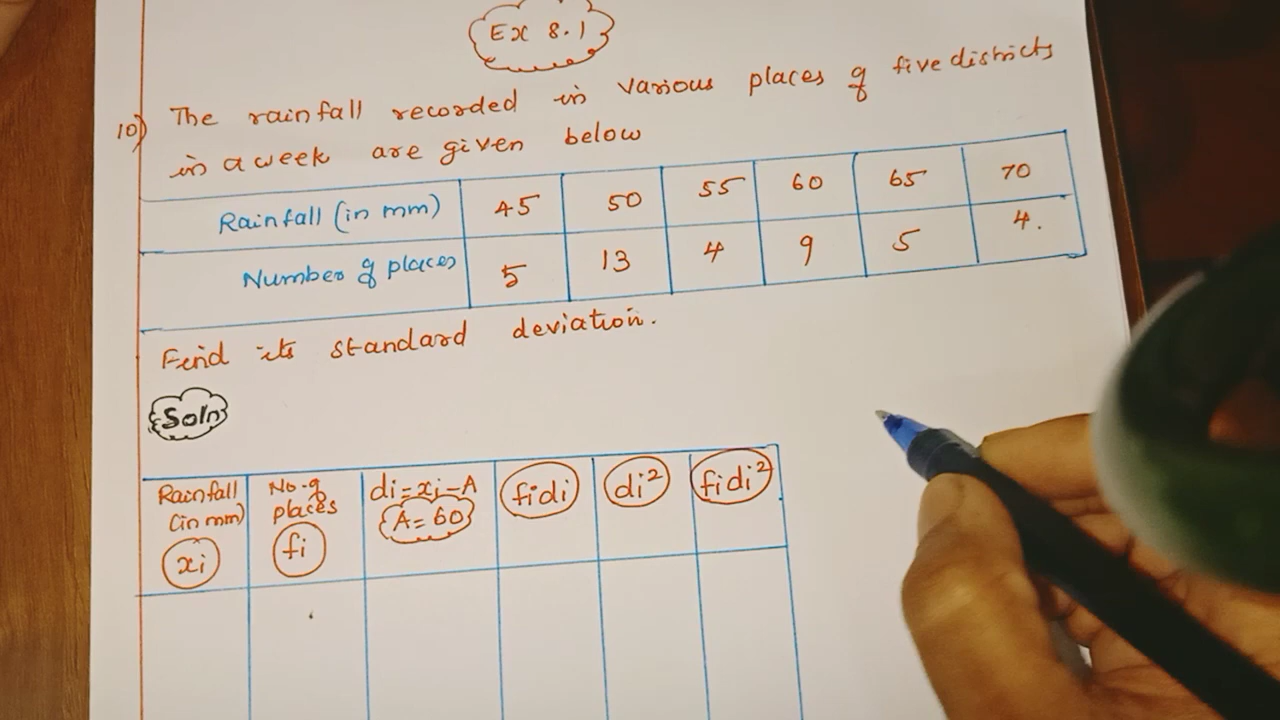 Ex 8.1
10) The rainfall recorded in various places of five districts
in a week are given below
Rainfall (in mm) 45 50 55 60 65 70
Number of places 5 13 4 9 5 4.
Find its standard deviation.
Soln
Rainfall (in mm) xi
No. of places fi
di = xi - A
A = 60
fidi
di²
fidi²